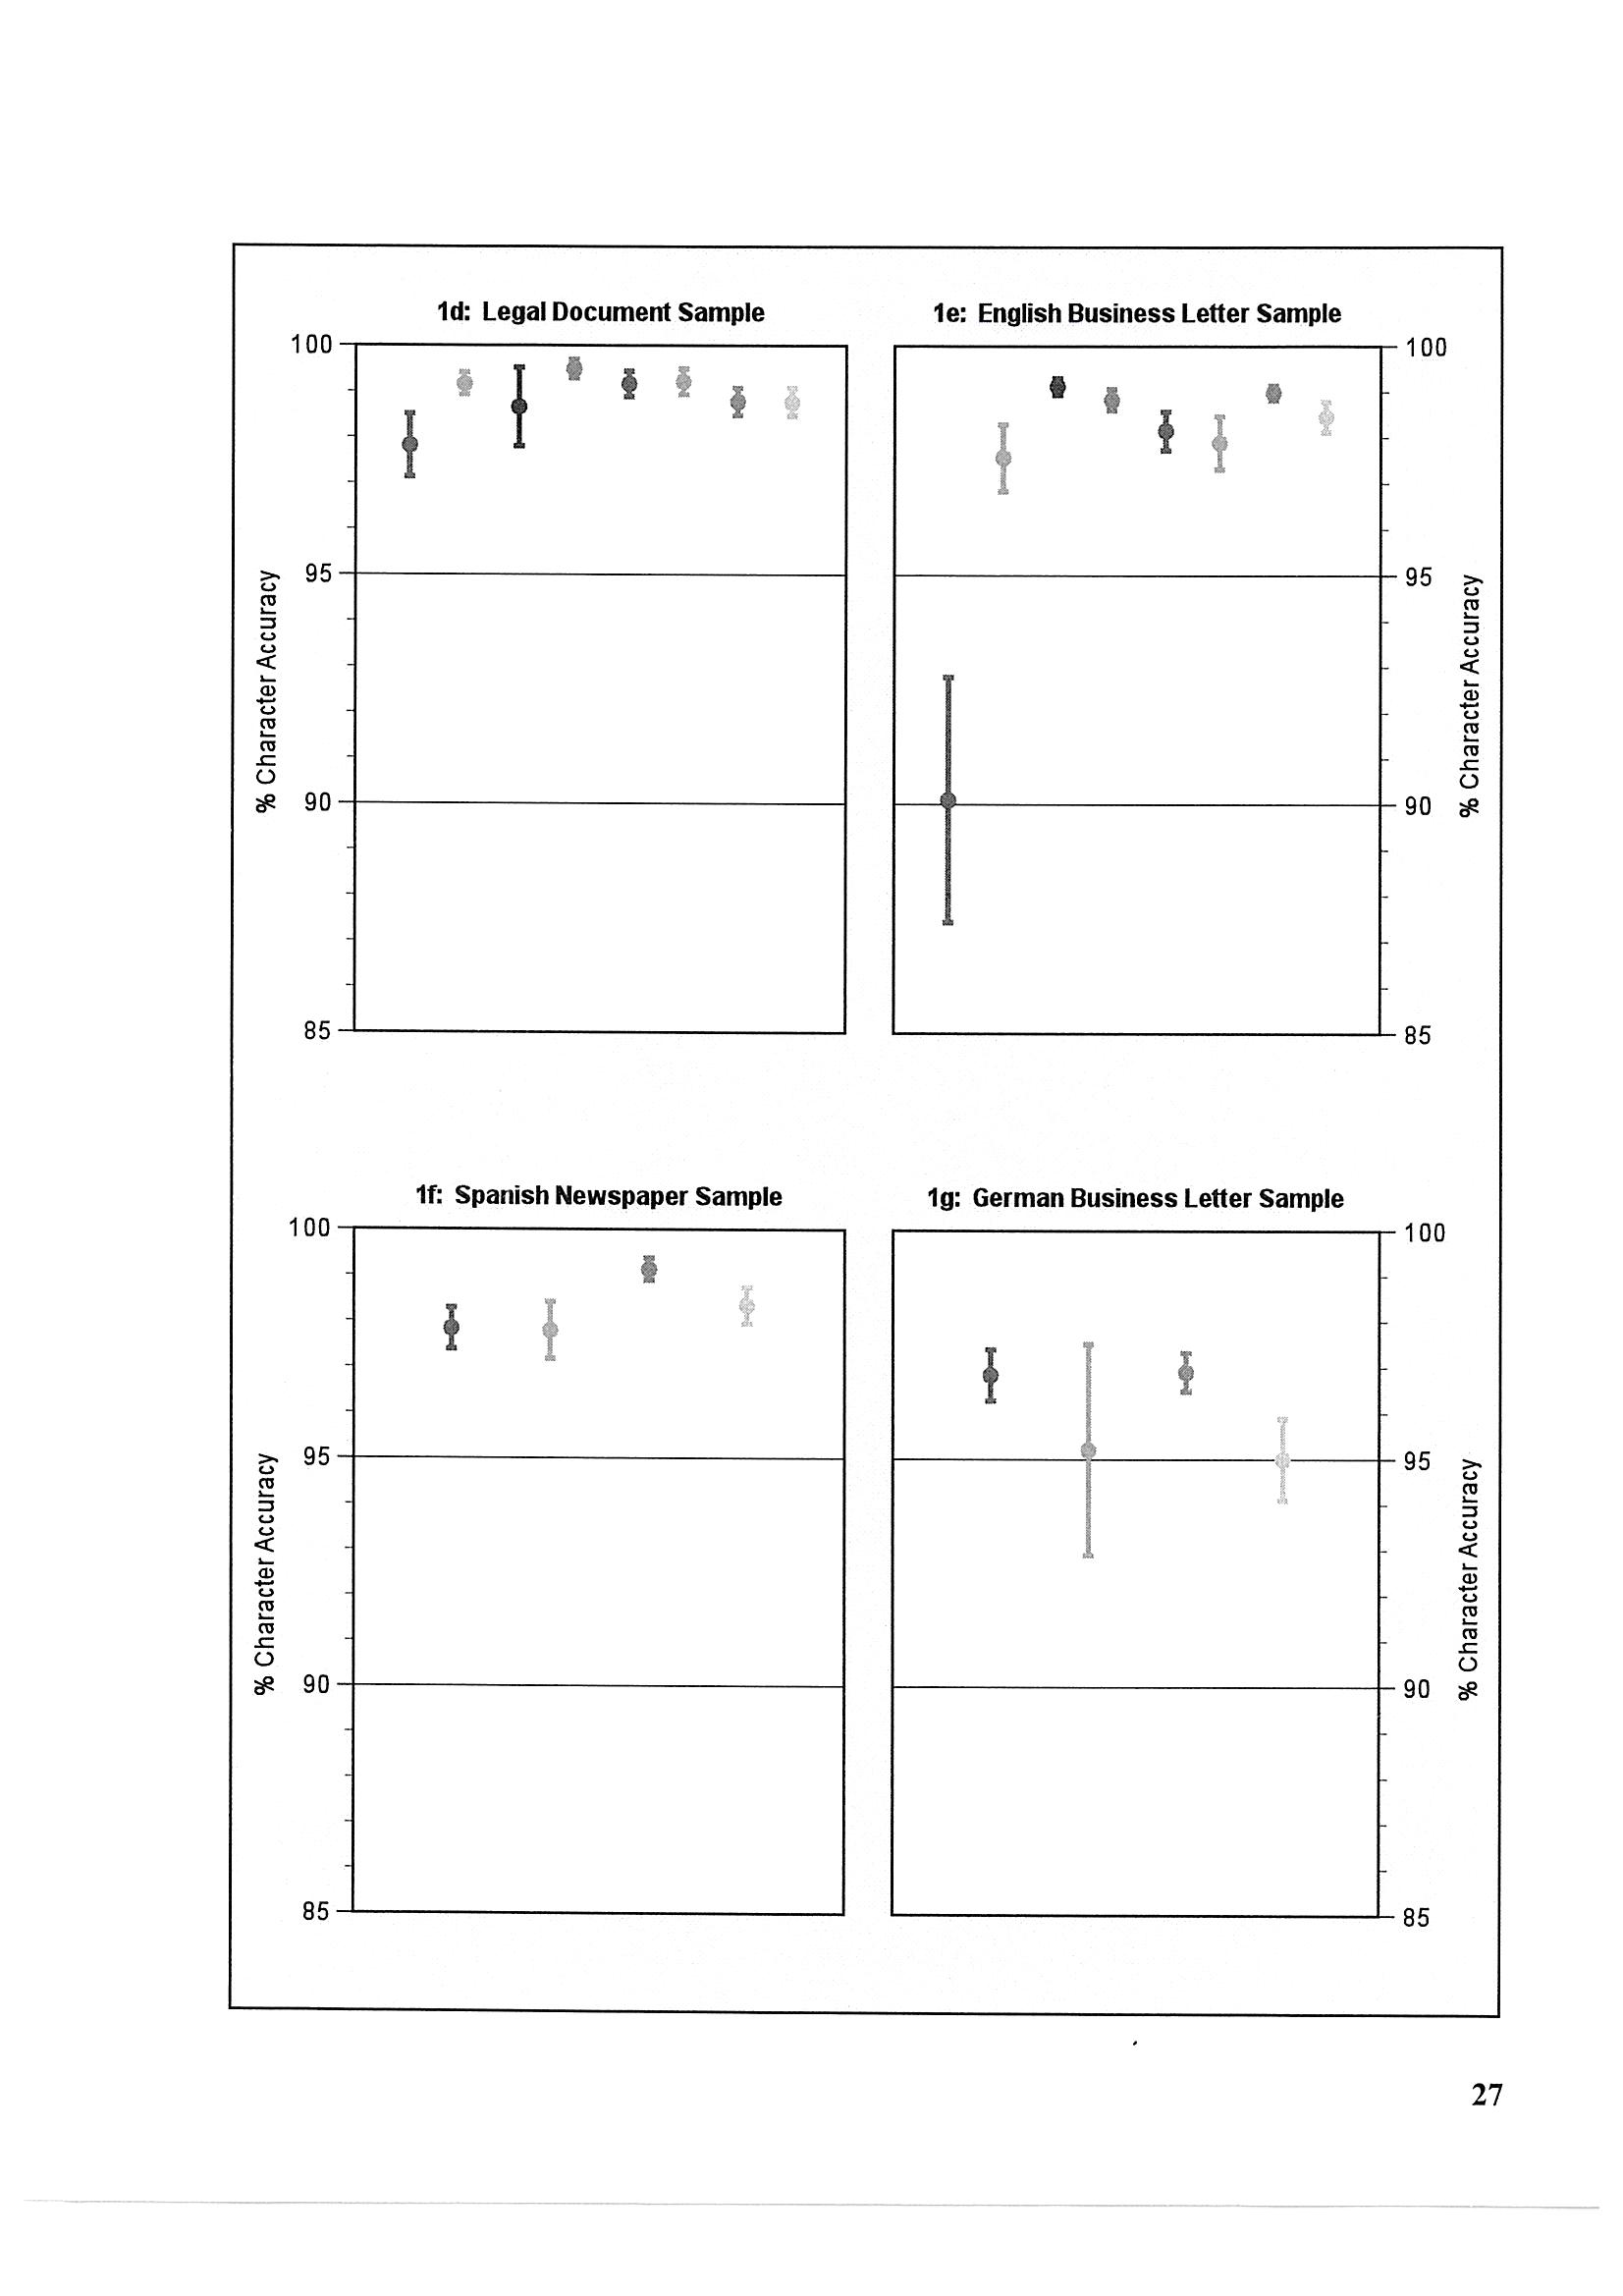 1d: Legal Document Sample
100
95
90
85
% Character Accuracy
1e: English Business Letter Sample
100
95
90
85
% Character Accuracy
1f: Spanish Newspaper Sample
100
95
90
85
% Character Accuracy
1g: German Business Letter Sample
100
95
90
85
% Character Accuracy
27